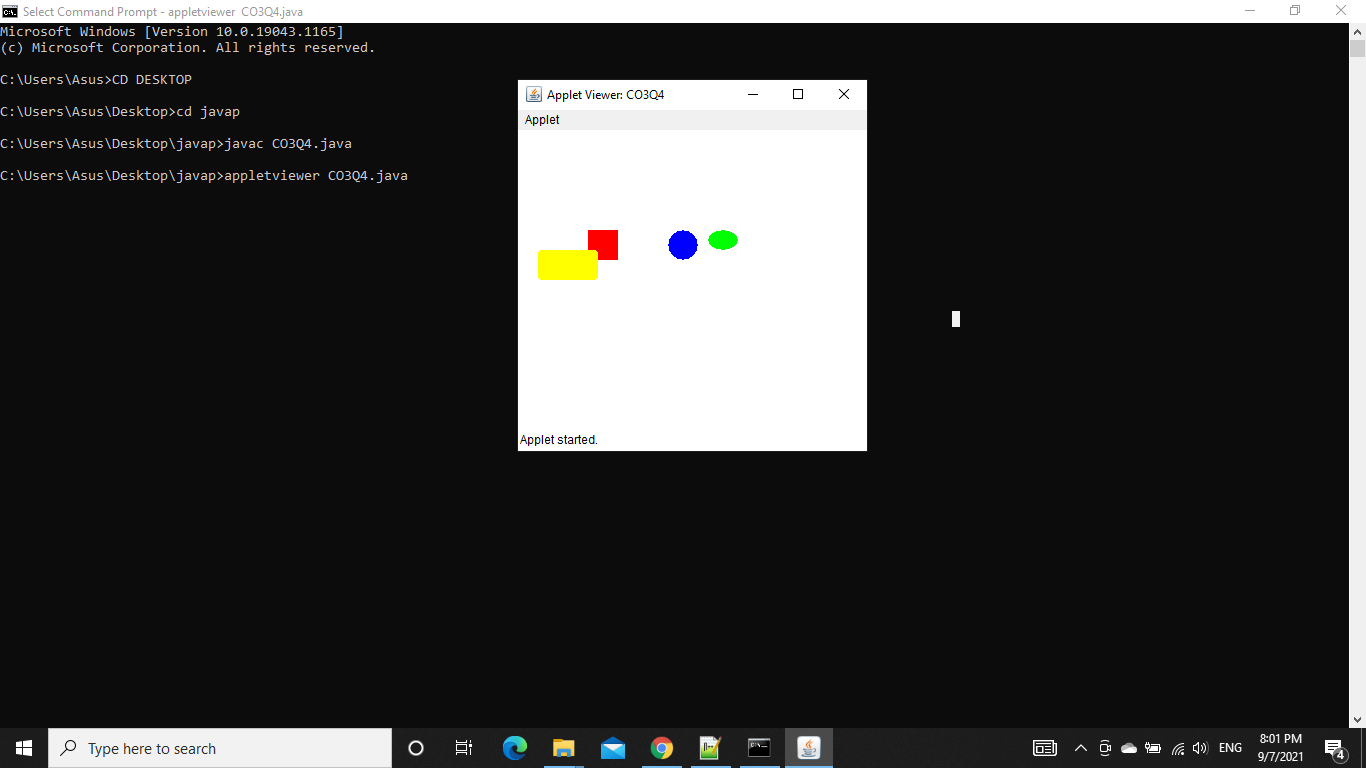 Select Command Prompt - appletviewer  CO3Q4.java
Microsoft Windows [Version 10.0.19043.1165]
(c) Microsoft Corporation. All rights reserved.
C:\Users\Asus>CD DESKTOP
C:\Users\Asus\Desktop>cd javap
C:\Users\Asus\Desktop\javap>javac CO3Q4.java
C:\Users\Asus\Desktop\javap>appletviewer CO3Q4.java
Applet Viewer: CO3Q4
Applet
Applet started.
Type here to search
ENG
8:01 PM
9/7/2021
4